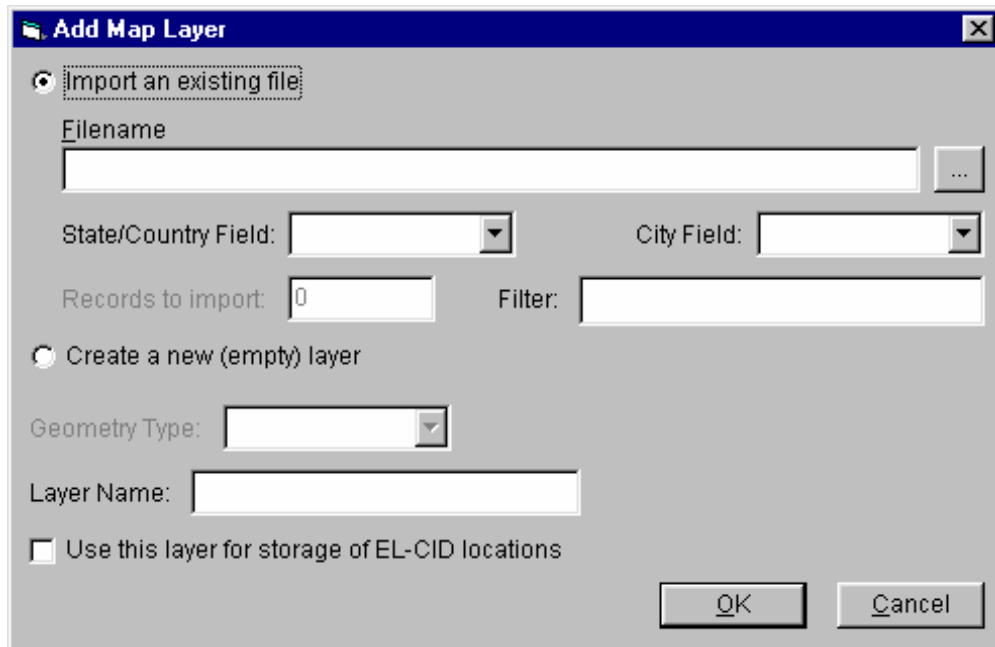 Add Map Layer
Import an existing file
Filename
...
State/Country Field: City Field:
Records to import: 0 Filter:
Create a new (empty) layer
Geometry Type:
Layer Name:
Use this layer for storage of EL-CID locations
OK Cancel